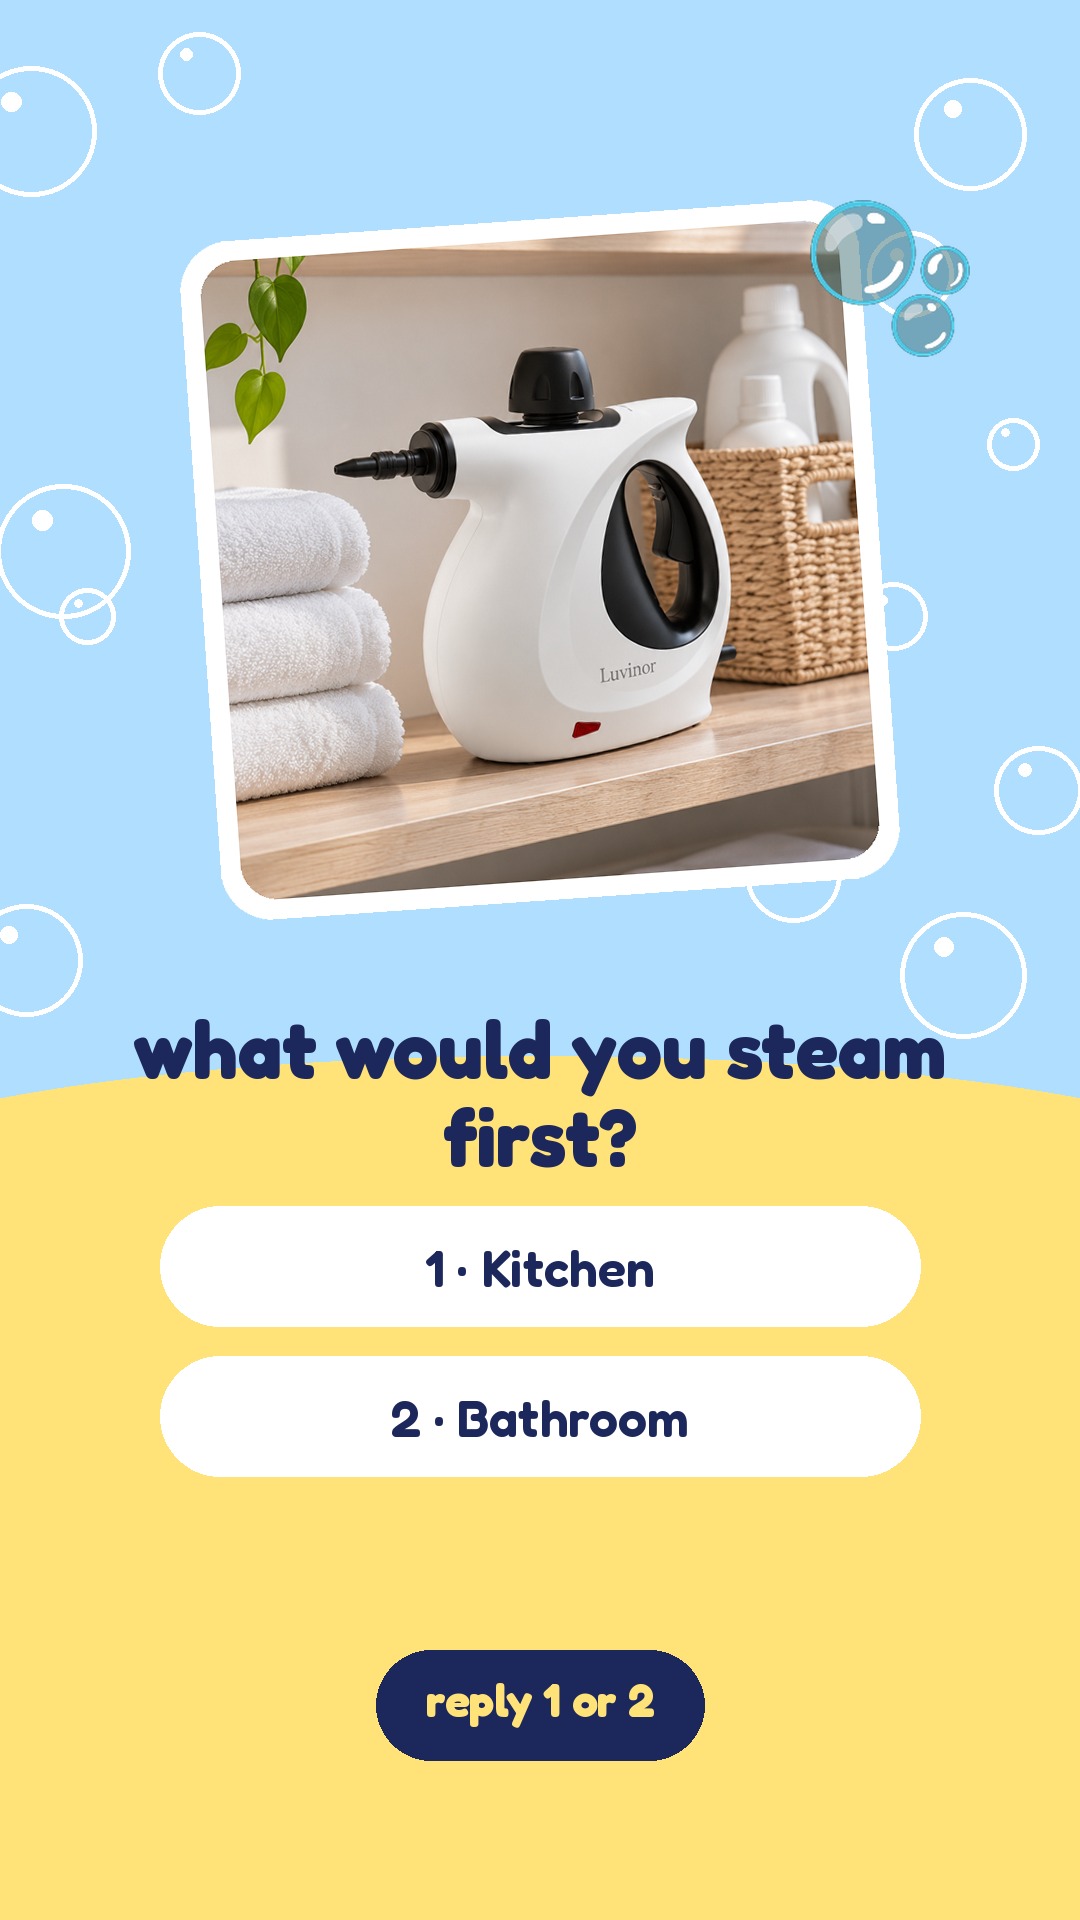 Luvinor
what would you steam
first?
1 · Kitchen
2 · Bathroom
reply 1 or 2